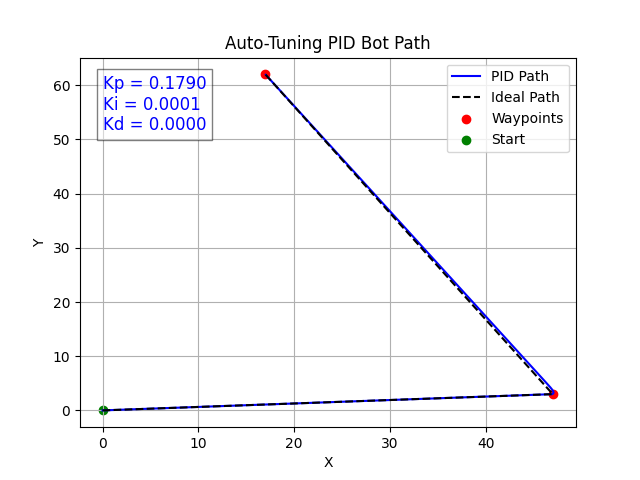 Auto-Tuning PID Bot Path
Kp = 0.1790
Ki = 0.0001
Kd = 0.0000
PID Path
Ideal Path
Waypoints
Start
60
50
40
30
20
10
0
Y
0 10 20 30 40
X